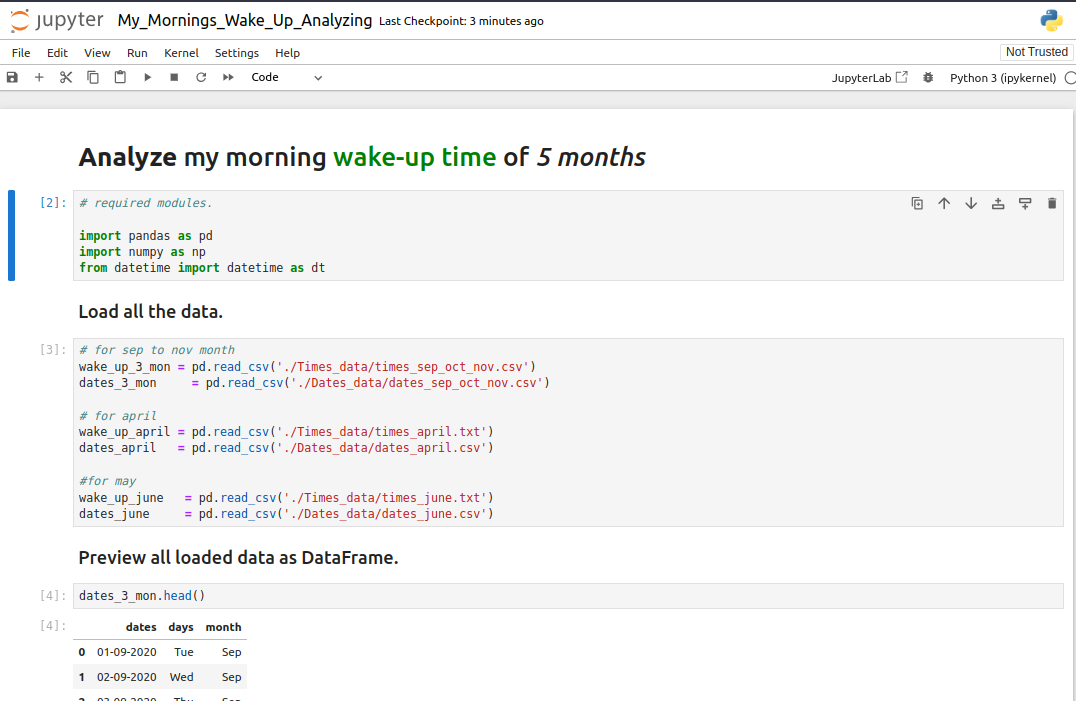 jupyter My_Mornings_Wake_Up_Analyzing Last Checkpoint: 3 minutes ago
File Edit View Run Kernel Settings Help Not Trusted
Code JupyterLab Python 3 (ipykernel)
Analyze my morning wake-up time of 5 months
[2]: # required modules.
import pandas as pd
import numpy as np
from datetime import datetime as dt
Load all the data.
[3]: # for sep to nov month
wake_up_3_mon = pd.read_csv('./Times_data/times_sep_oct_nov.csv')
dates_3_mon     = pd.read_csv('./Dates_data/dates_sep_oct_nov.csv')
# for april
wake_up_april = pd.read_csv('./Times_data/times_april.txt')
dates_april   = pd.read_csv('./Dates_data/dates_april.csv')
#for may
wake_up_june   = pd.read_csv('./Times_data/times_june.txt')
dates_june     = pd.read_csv('./Dates_data/dates_june.csv')
Preview all loaded data as DataFrame.
[4]: dates_3_mon.head()
[4]: dates days month
0 01-09-2020 Tue Sep
1 02-09-2020 Wed Sep